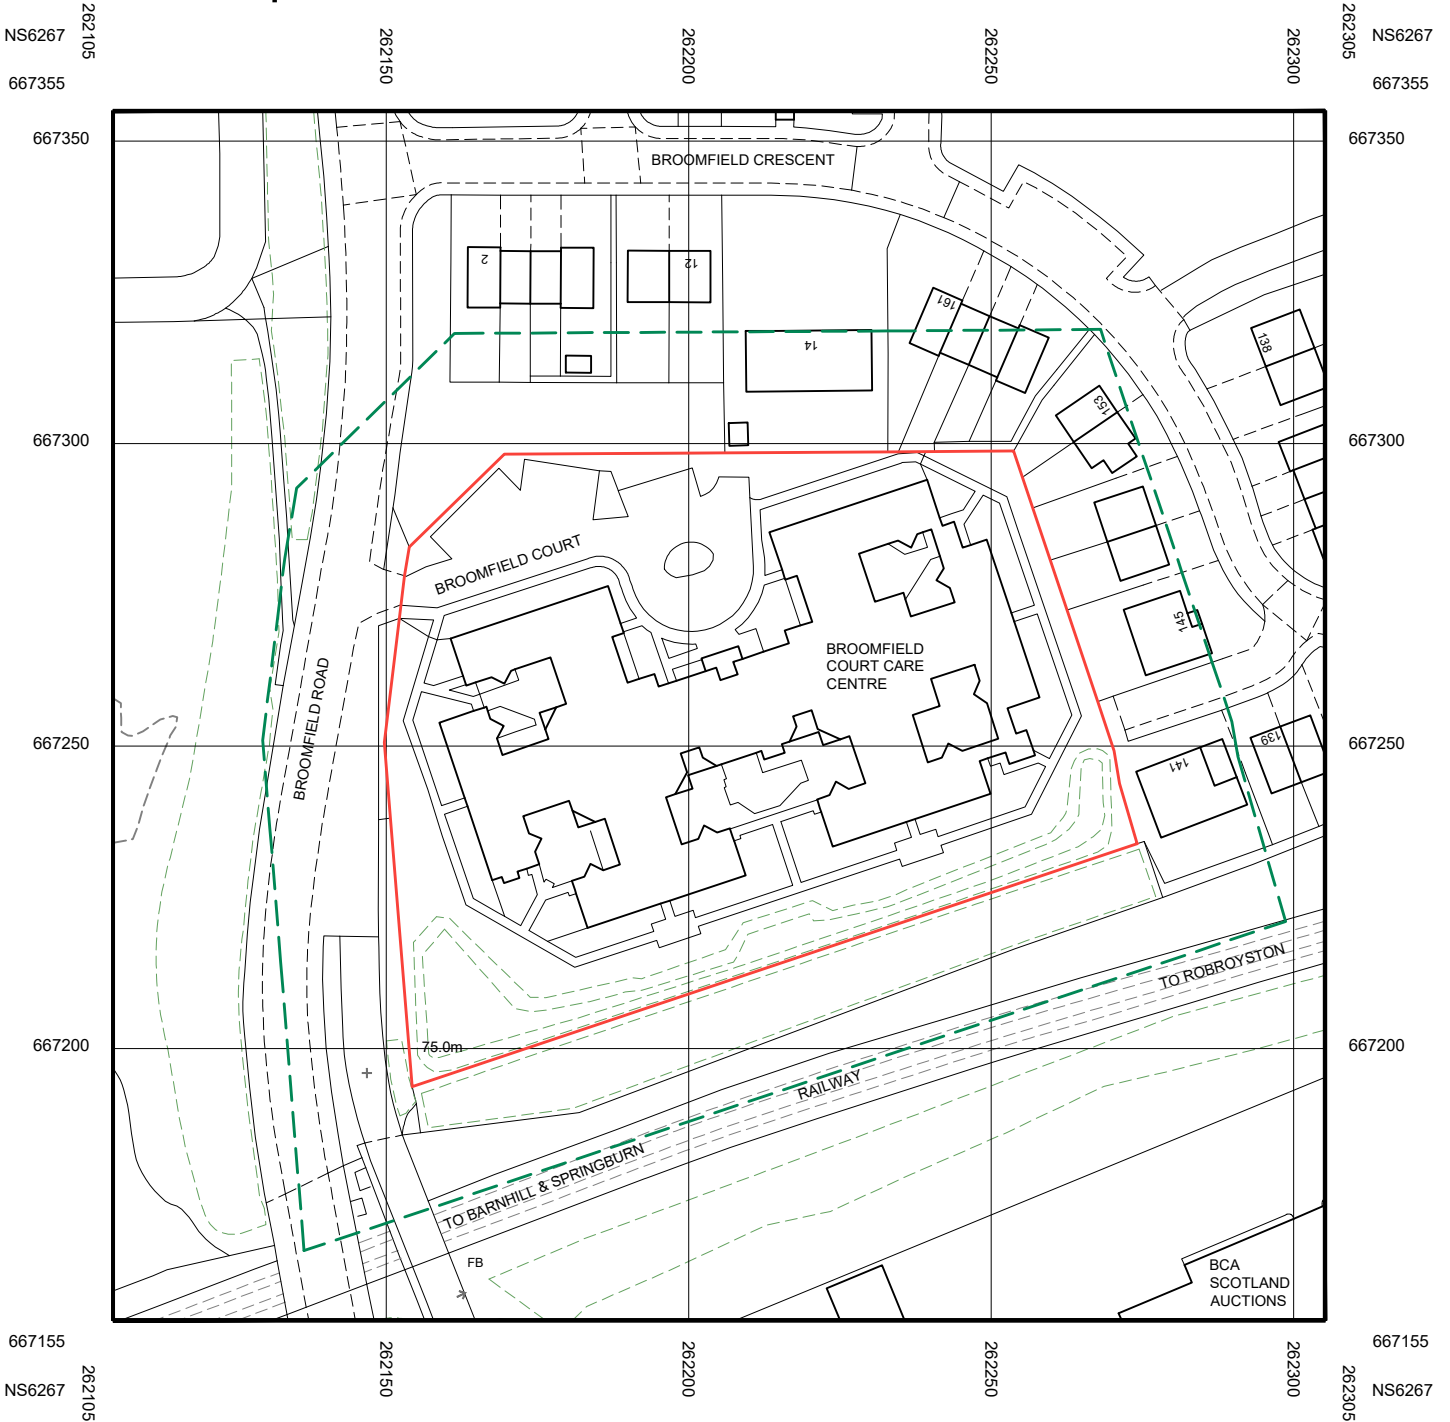 262105
262305
NS6267
NS6267
262150
262200
262250
262300
667355
667355
667350
667350
BROOMFIELD CRESCENT
2
12
161
14
138
153
667300
667300
BROOMFIELD COURT
145
BROOMFIELD
COURT CARE
CENTRE
BROOMFIELD ROAD
667250
667250
139
141
TO ROBROYSTON
667200
667200
75.0m
RAILWAY
TO BARNHILL & SPRINGBURN
FB
BCA
SCOTLAND
AUCTIONS
667155
667155
262150
262200
262250
262300
NS6267
NS6267
262105
262305